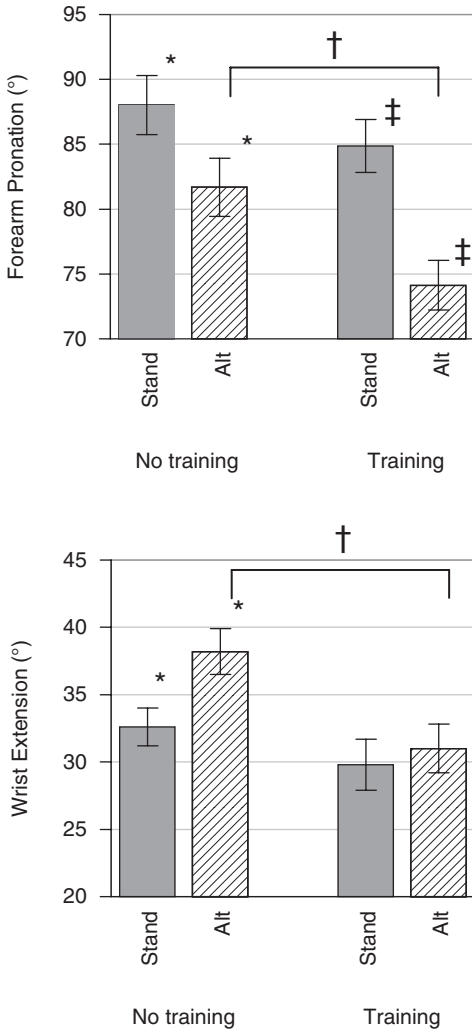 95
90
85
80
75
70
Forearm Pronation (°)
*
*
†
‡
‡
Stand
Alt
Stand
Alt
No training
Training
45
40
35
30
25
20
Wrist Extension (°)
*
*
†
Stand
Alt
Stand
Alt
No training
Training